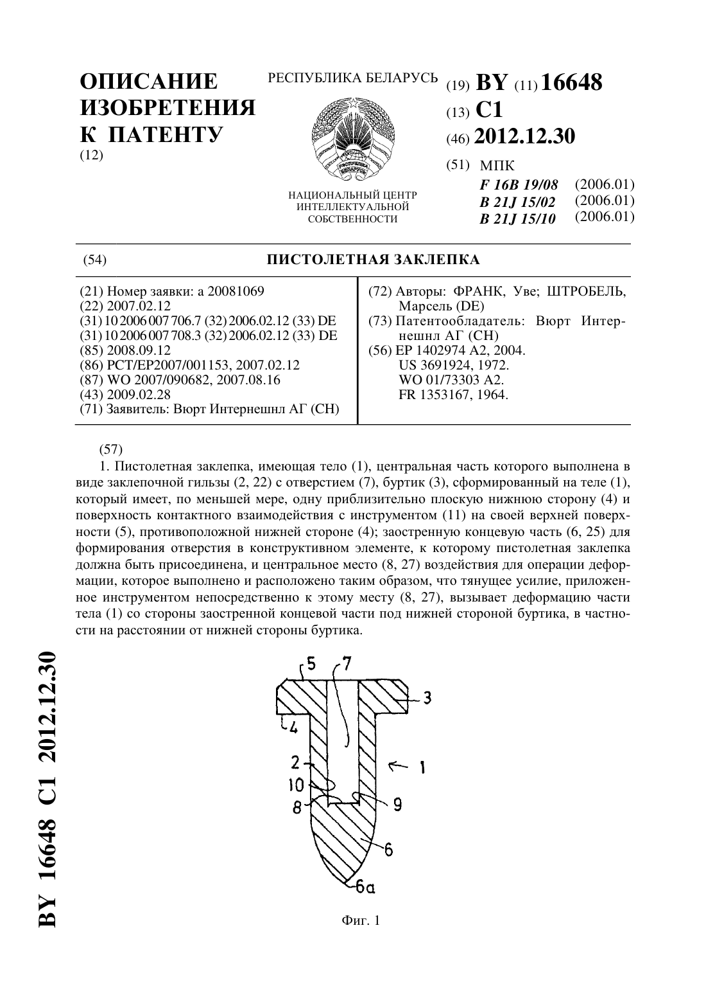 ОПИСАНИЕ
ИЗОБРЕТЕНИЯ
К ПАТЕНТУ
(12)
РЕСПУБЛИКА БЕЛАРУСЬ
РЕСПУБЛИКА
БЕЛАРУСЬ
НАЦИОНАЛЬНЫЙ ЦЕНТР
ИНТЕЛЛЕКТУАЛЬНОЙ
СОБСТВЕННОСТИ
(19) BY (11) 16648
(13) C1
(46) 2012.12.30
(51) МПК
F 16B 19/08 (2006.01)
B 21J 15/02 (2006.01)
B 21J 15/10 (2006.01)
(54) ПИСТОЛЕТНАЯ ЗАКЛЕПКА
(21) Номер заявки: a 20081069
(22) 2007.02.12
(31) 10 2006 007 706.7 (32) 2006.02.12 (33) DE
(31) 10 2006 007 708.3 (32) 2006.02.12 (33) DE
(85) 2008.09.12
(86) PCT/EP2007/001153, 2007.02.12
(87) WO 2007/090682, 2007.08.16
(43) 2009.02.28
(71) Заявитель: Вюрт Интернешнл АГ (CH)
(72) Авторы: ФРАНК, Уве; ШТРОБЕЛЬ,
Марсель (DE)
(73) Патентообладатель: Вюрт Интер-
нешнл АГ (CH)
(56) EP 1402974 A2, 2004.
US 3691924, 1972.
WO 01/73303 A2.
FR 1353167, 1964.
(57)
1. Пистолетная заклепка, имеющая тело (1), центральная часть которого выполнена в
виде заклепочной гильзы (2, 22) с отверстием (7), буртик (3), сформированный на теле (1),
который имеет, по меньшей мере, одну приблизительно плоскую нижнюю сторону (4) и
поверхность контактного взаимодействия с инструментом (11) на своей верхней поверх-
ности (5), противоположной нижней стороне (4); заостренную концевую часть (6, 25) для
формирования отверстия в конструктивном элементе, к которому пистолетная заклепка
должна быть присоединена, и центральное место (8, 27) воздействия для операции дефор-
мации, которое выполнено и расположено таким образом, что тянущее усилие, приложен-
ное инструментом непосредственно к этому месту (8, 27), вызывает деформацию части
тела (1) со стороны заостренной концевой части под нижней стороной буртика, в частно-
сти на расстоянии от нижней стороны буртика.
5 7
3
4
2
1
10
8 9
6
6a
Фиг. 1
BY 16648 C1 2012.12.30